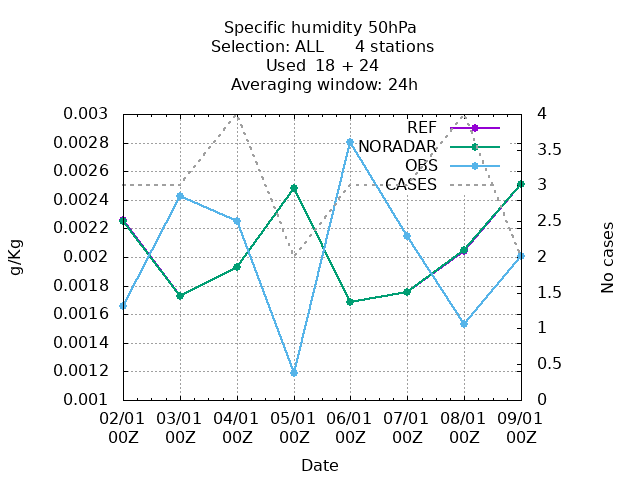 Specific humidity 50hPa
Selection: ALL 4 stations
Used 18 + 24
Averaging window: 24h
0.003
0.0028
0.0026
0.0024
0.0022
0.002
0.0018
0.0016
0.0014
0.0012
0.001
g/Kg
REF
NORADAR
OBS
CASES
4
3.5
3
2.5
2
1.5
1
0.5
0
No cases
02/01 03/01 04/01 05/01 06/01 07/01 08/01 09/01
00Z 00Z 00Z 00Z 00Z 00Z 00Z 00Z
Date